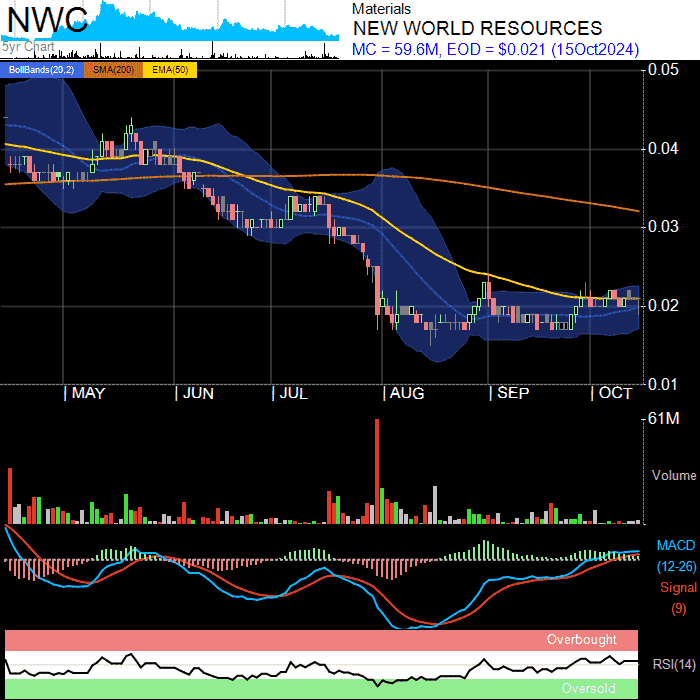 NWC
5yr Chart
Materials
NEW WORLD RESOURCES
MC = 59.6M, EOD = $0.021 (15Oct2024)
BollBands(20,2) SMA(200) EMA(50)
0.05
0.04
0.03
0.02
0.01
| MAY | JUN | JUL | AUG | SEP | OCT
61M
Volume
MACD
(12-26)
Signal
(9)
Overbought
RSI(14)
Oversold